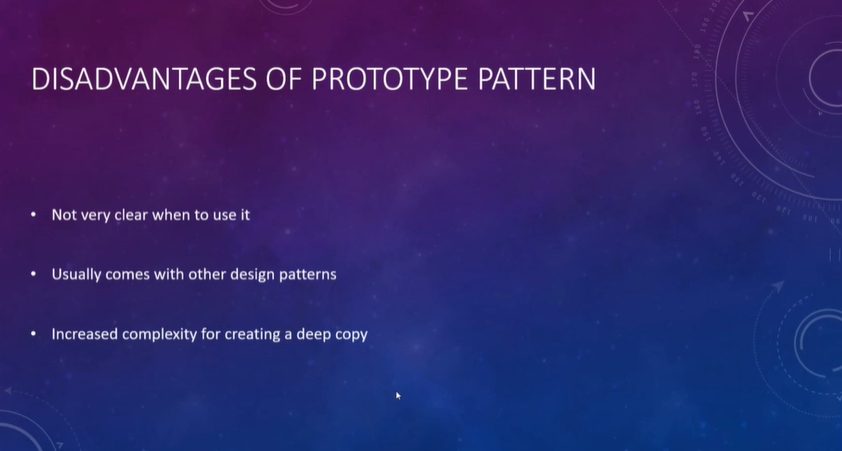 DISADVANTAGES OF PROTOTYPE PATTERN
• Not very clear when to use it
• Usually comes with other design patterns
• Increased complexity for creating a deep copy